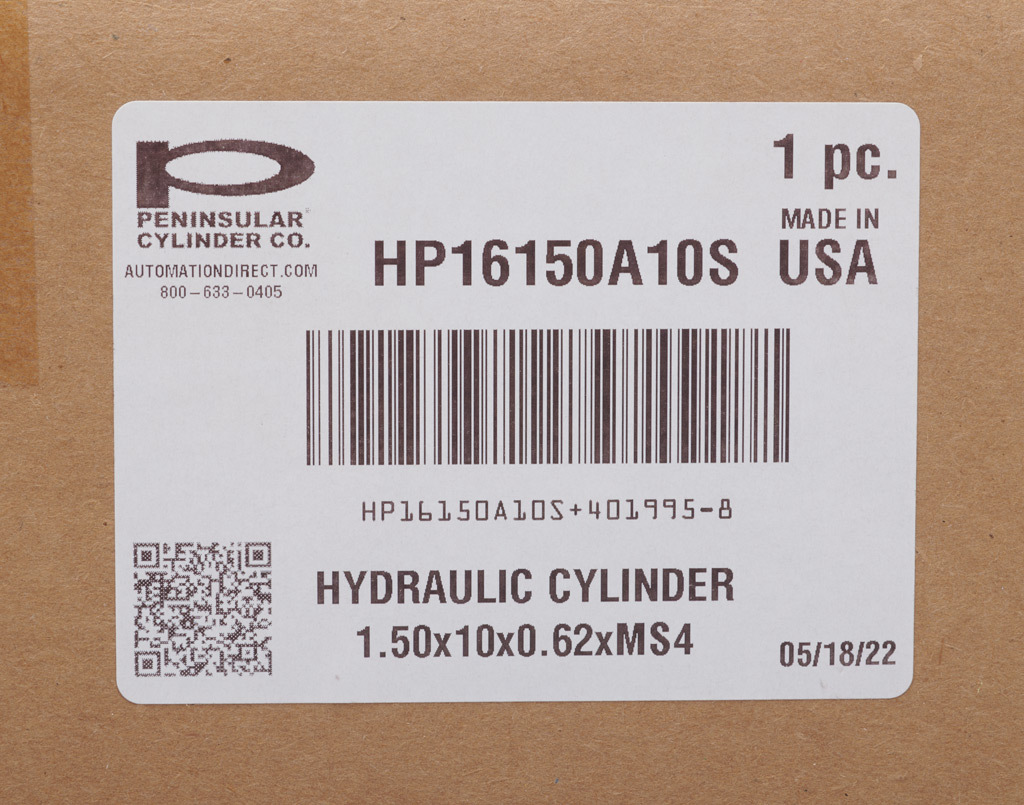 PENINSULAR
CYLINDER CO.
AUTOMATIONDIRECT.COM
800-633-0405
1 pc.
MADE IN
USA
HP16150A10S
HP16150A10S+401995-8
HYDRAULIC CYLINDER
1.50x10x0.62xMS4
05/18/22